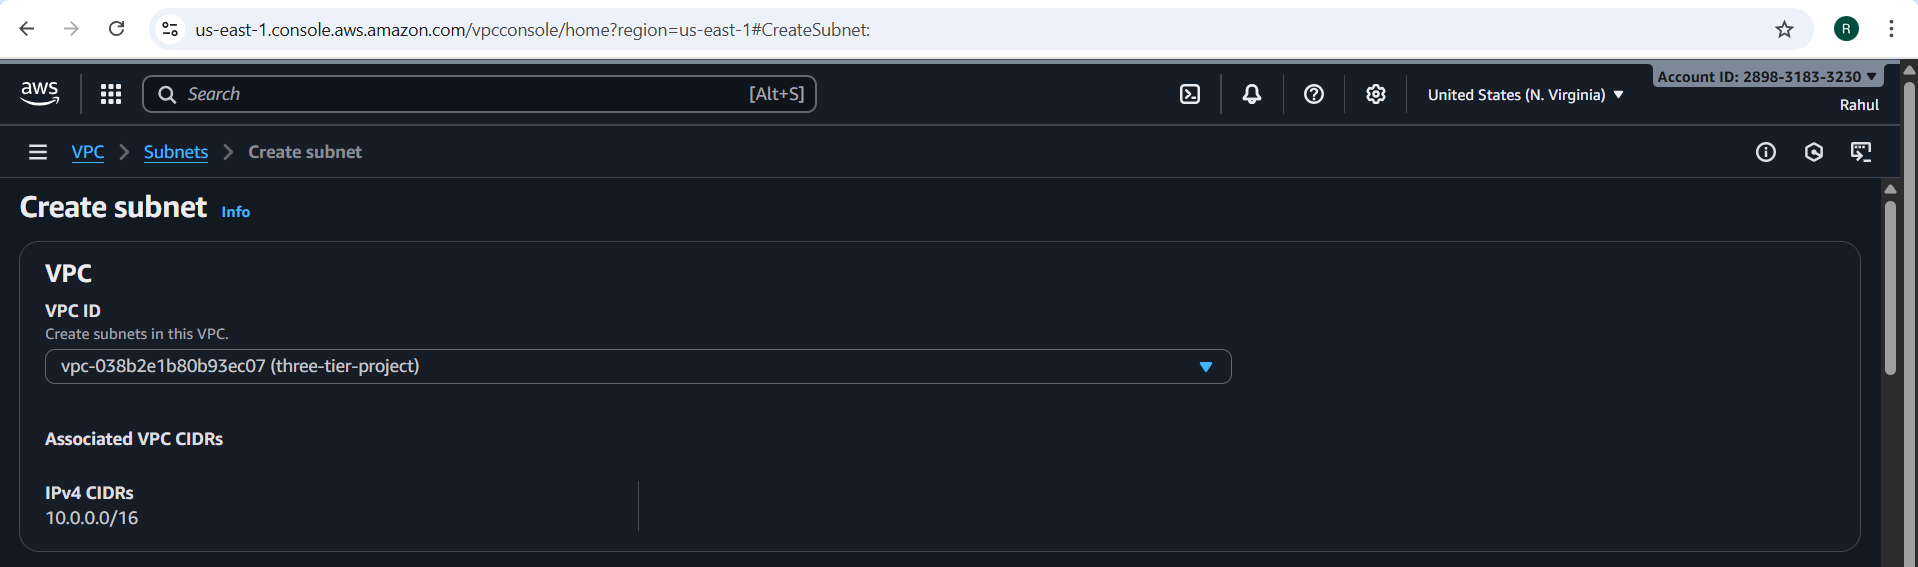 us-east-1.console.aws.amazon.com/vpcconsole/home?region=us-east-1#CreateSubnet:
R
aws
Search
[Alt+S]
United States (N. Virginia)
Account ID: 2898-3183-3230
Rahul
VPC > Subnets > Create subnet
Create subnet Info
VPC
VPC ID
Create subnets in this VPC.
vpc-038b2e1b80b93ec07 (three-tier-project)
Associated VPC CIDRs
IPv4 CIDRs
10.0.0.0/16